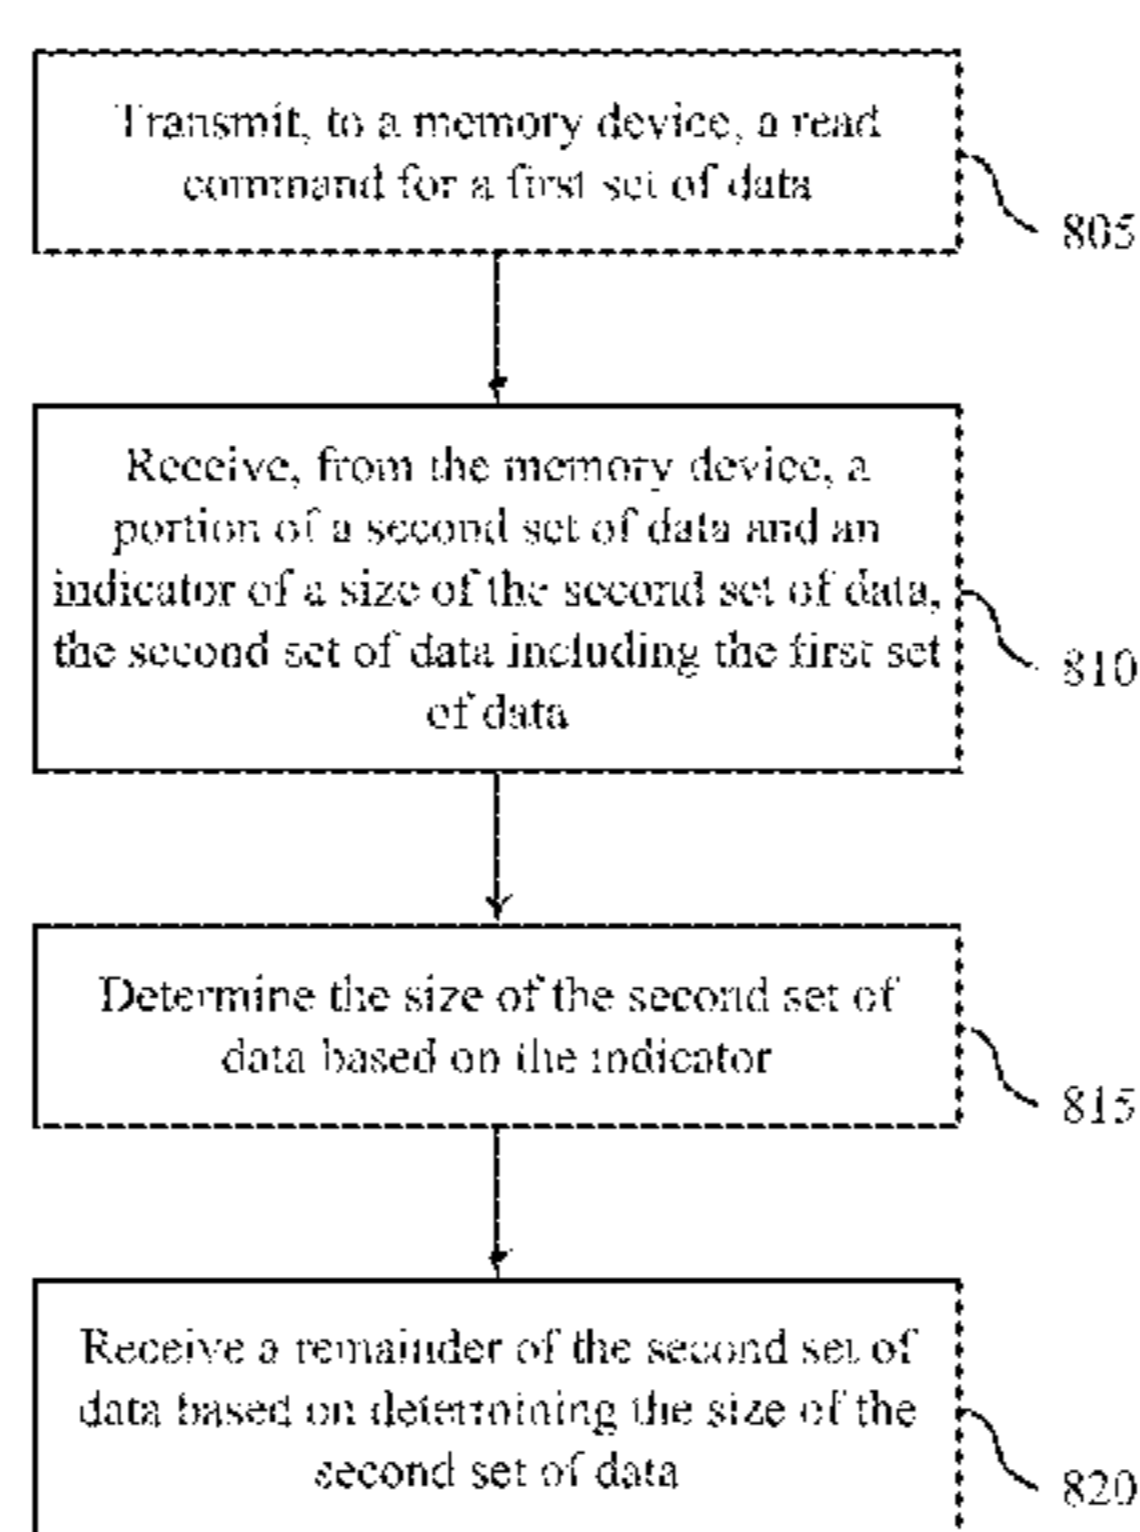 Transmit, to a memory device, a read
command for a first set of data
805
Receive, from the memory device, a
portion of a second set of data and an
indicator of a size of the second set of data,
the second set of data including the first set
of data
810
Determine the size of the second set of
data based on the indicator
815
Receive a remainder of the second set of
data based on determining the size of the
second set of data
820